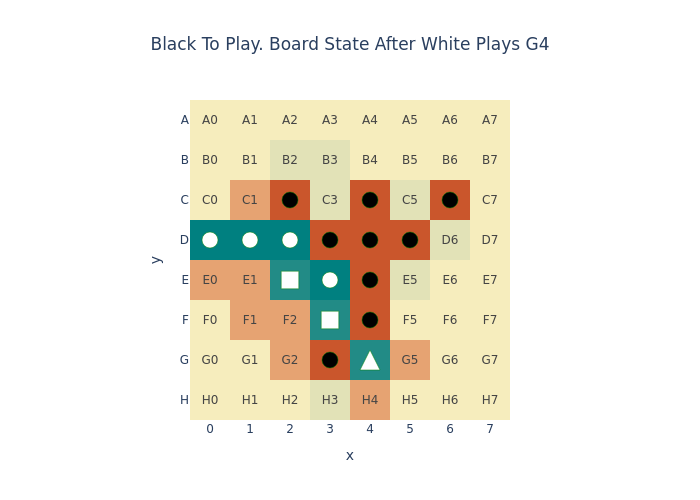 Black To Play. Board State After White Plays G4
A A0 A1 A2 A3 A4 A5 A6 A7
B B0 B1 B2 B3 B4 B5 B6 B7
C C0 C1 C3 C5 C7
D D6 D7
E E0 E1 E5 E6 E7
F F0 F1 F2 F5 F6 F7
G G0 G1 G2 G5 G6 G7
H H0 H1 H2 H3 H4 H5 H6 H7
0 1 2 3 4 5 6 7
x
y